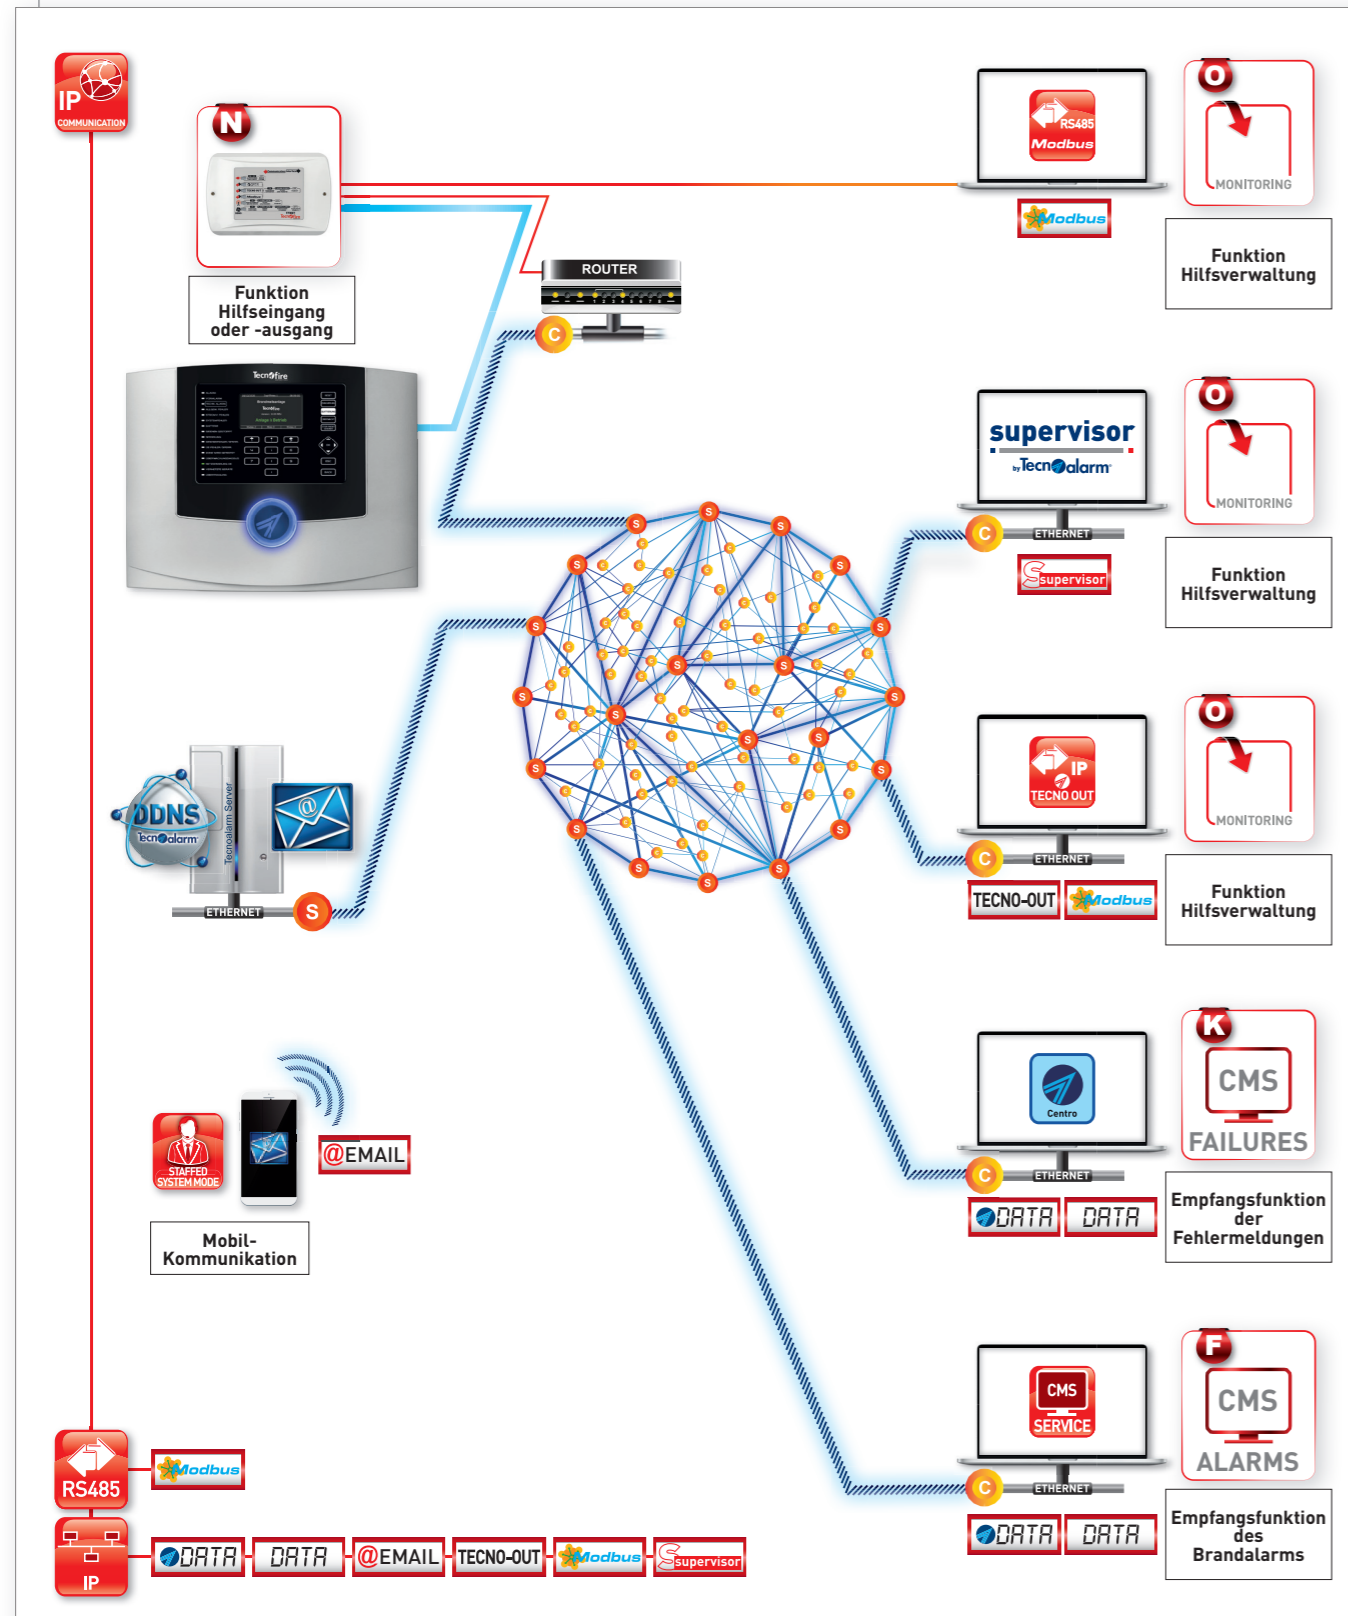 IP
COMMUNICATION
N
Funktion
Hilfseingang
oder -ausgang
ROUTER
C
RS485
Modbus
Modbus
O
MONITORING
Funktion
Hilfsverwaltung
Tecnofire
supervisor
by Tecnoalarm
C
ETHERNET
supervisor
O
MONITORING
Funktion
Hilfsverwaltung
DDNS
Tecnoalarm
Tecnoalarm Server
@
ETHERNET
S
IP
TECNO OUT
C
ETHERNET
TECNO-OUT
Modbus
O
MONITORING
Funktion
Hilfsverwaltung
STAFFED
SYSTEM MODE
@EMAIL
Mobil-
Kommunikation
Centro
C
ETHERNET
DATA
DATA
K
CMS
FAILURES
Empfangsfunktion
der
Fehlermeldungen
CMS
SERVICE
C
ETHERNET
DATA
DATA
F
CMS
ALARMS
Empfangsfunktion
des
Brandalarms
RS485
Modbus
IP
DATA
DATA
@EMAIL
TECNO-OUT
Modbus
supervisor